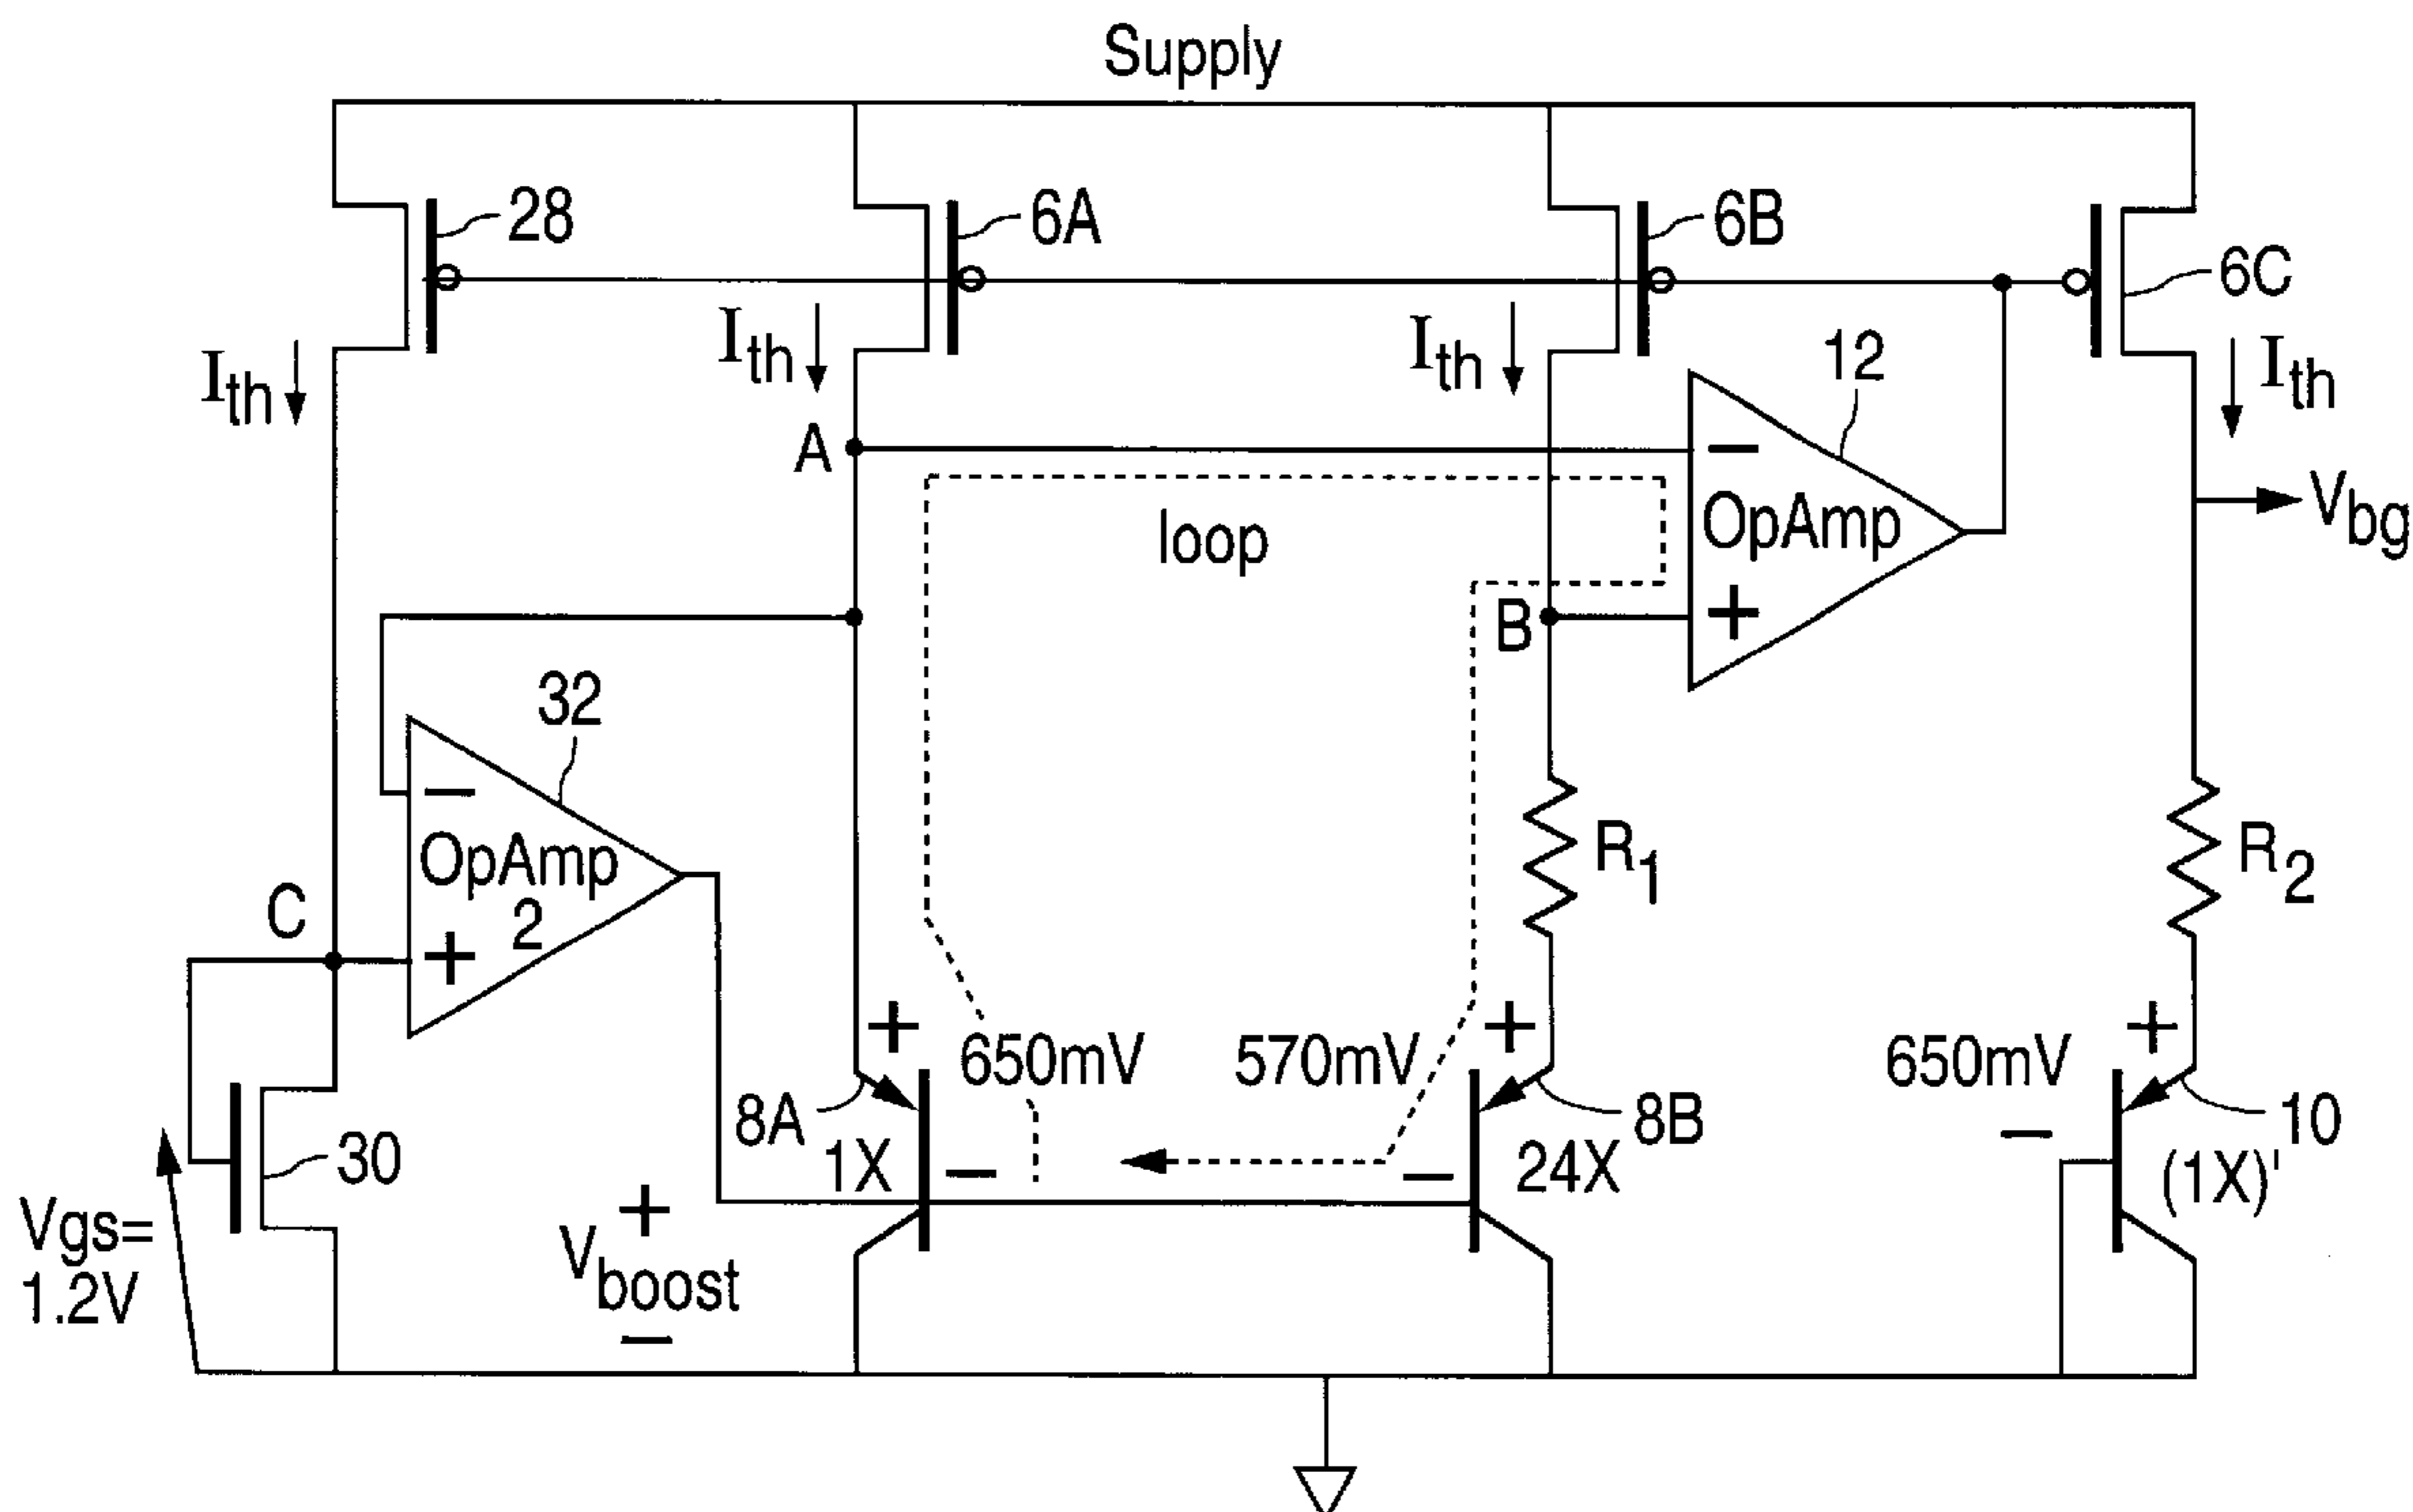 Supply
28
6A
6B
6C
Ith
Ith
Ith
Ith
12
A
−
OpAmp
+
loop
B
Vbg
32
−
OpAmp
2
+
C
R1
R2
+
650mV
−
8A
1X
+
570mV
−
8B
24X
+
650mV
−
10
(1X)'
30
Vgs=
1.2V
+
Vboost
−